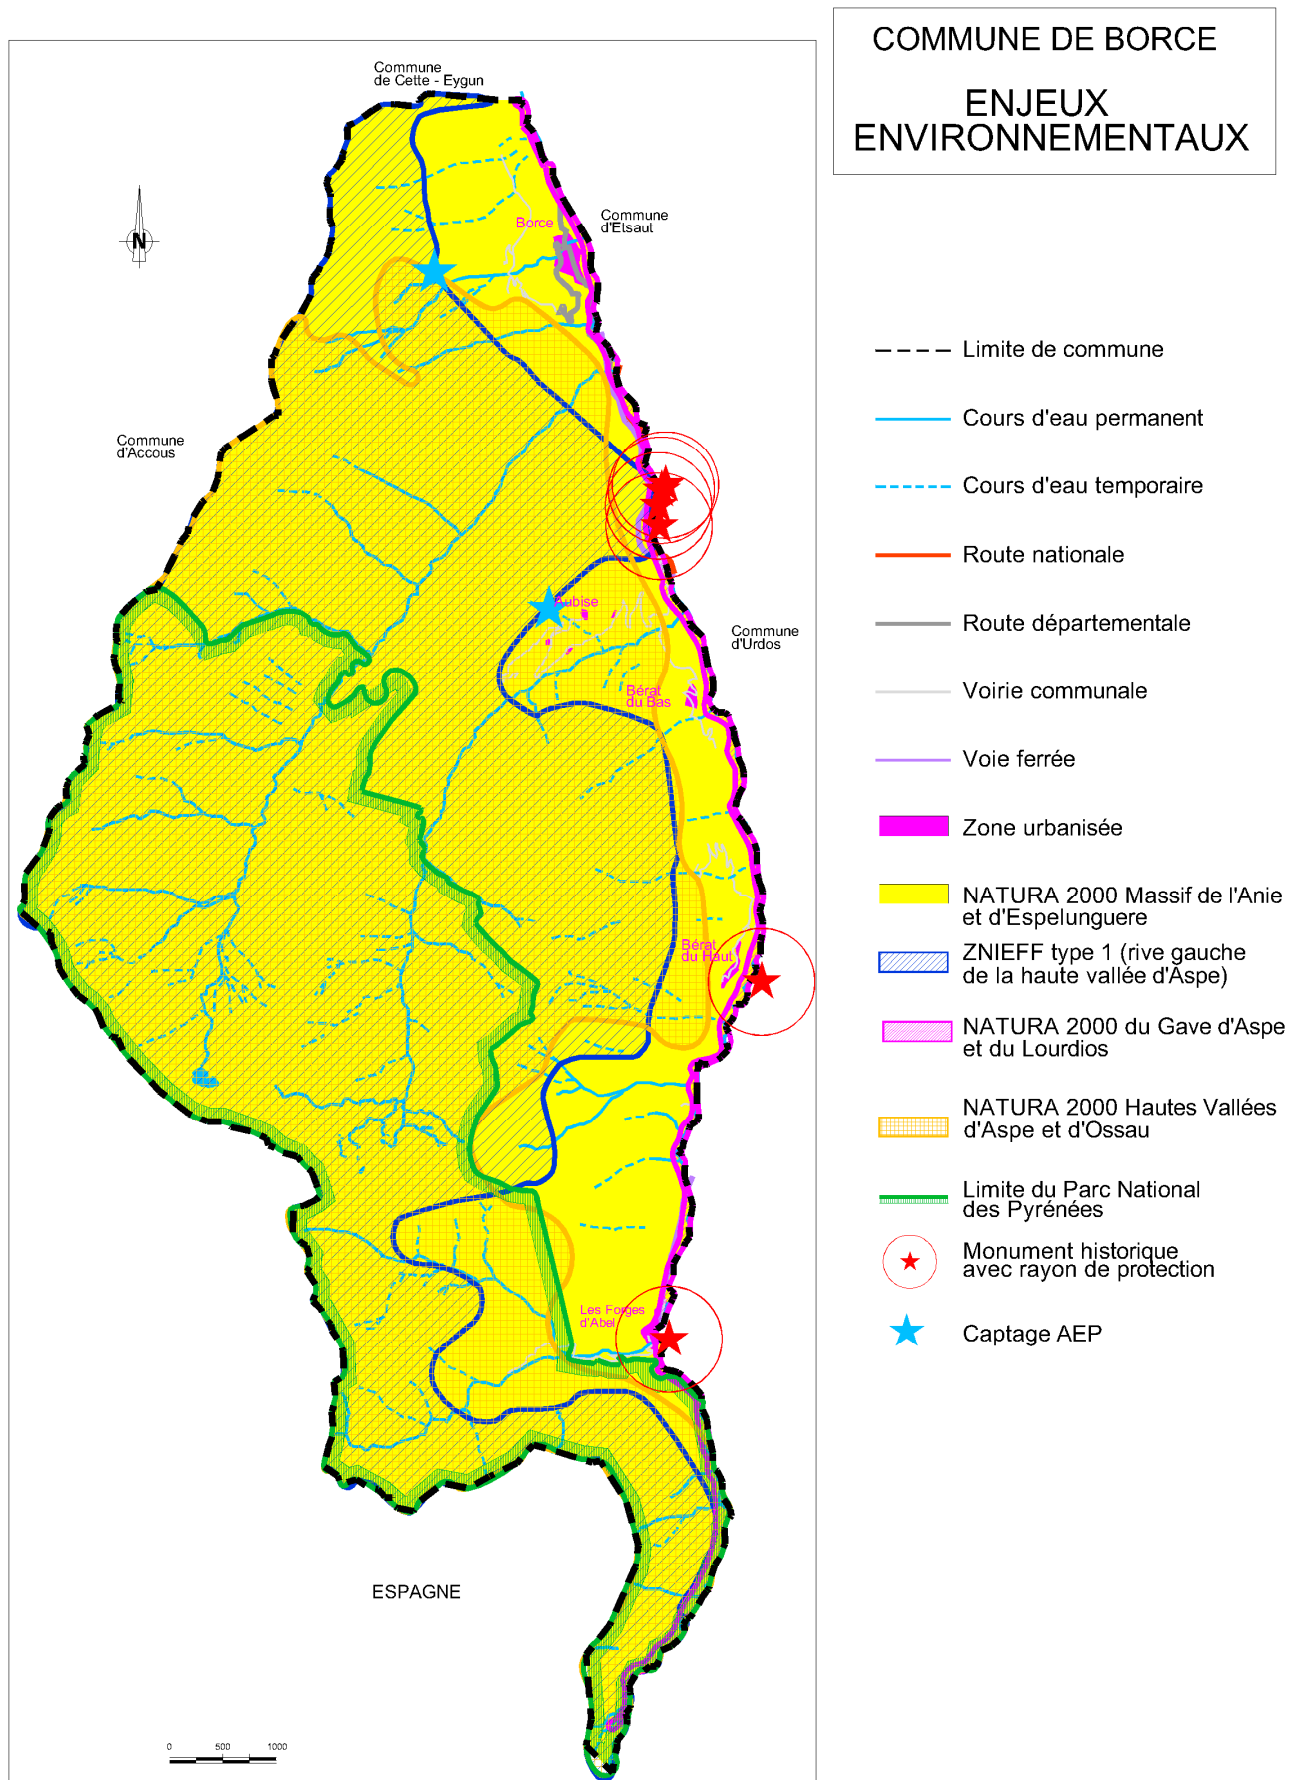 COMMUNE DE BORCE
ENJEUX
ENVIRONNEMENTAUX
Commune
de Cette - Eygun
Commune
d'Elsaut
Borce
N
Commune
d'Accous
Aubise
Commune
d'Urdos
Bérat
du Bas
Bérat
du Haut
Les Forges
d'Abel
ESPAGNE
0 500 1000
Limite de commune
Cours d'eau permanent
Cours d'eau temporaire
Route nationale
Route départementale
Voirie communale
Voie ferrée
Zone urbanisée
NATURA 2000 Massif de l'Anie
et d'Espelunguere
ZNIEFF type 1 (rive gauche
de la haute vallée d'Aspe)
NATURA 2000 du Gave d'Aspe
et du Lourdios
NATURA 2000 Hautes Vallées
d'Aspe et d'Ossau
Limite du Parc National
des Pyrénées
Monument historique
avec rayon de protection
Captage AEP